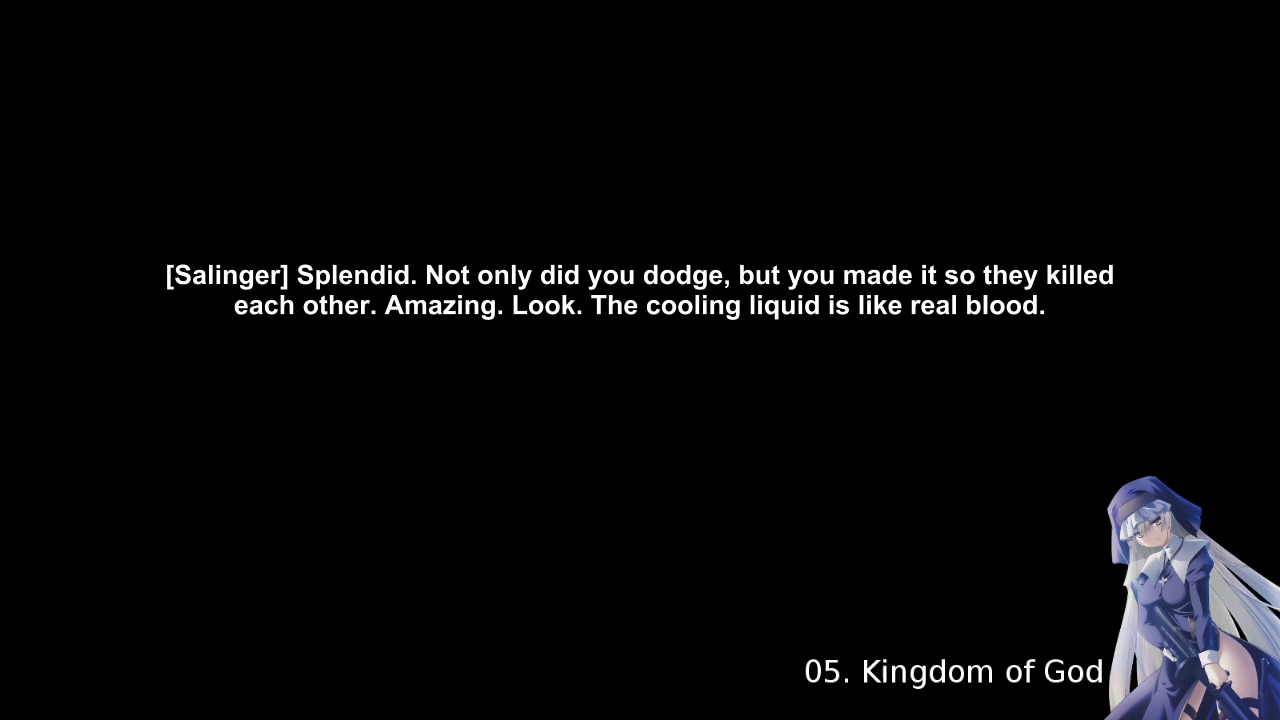 [Salinger] Splendid. Not only did you dodge, but you made it so they killed
each other. Amazing. Look. The cooling liquid is like real blood.
05. Kingdom of God